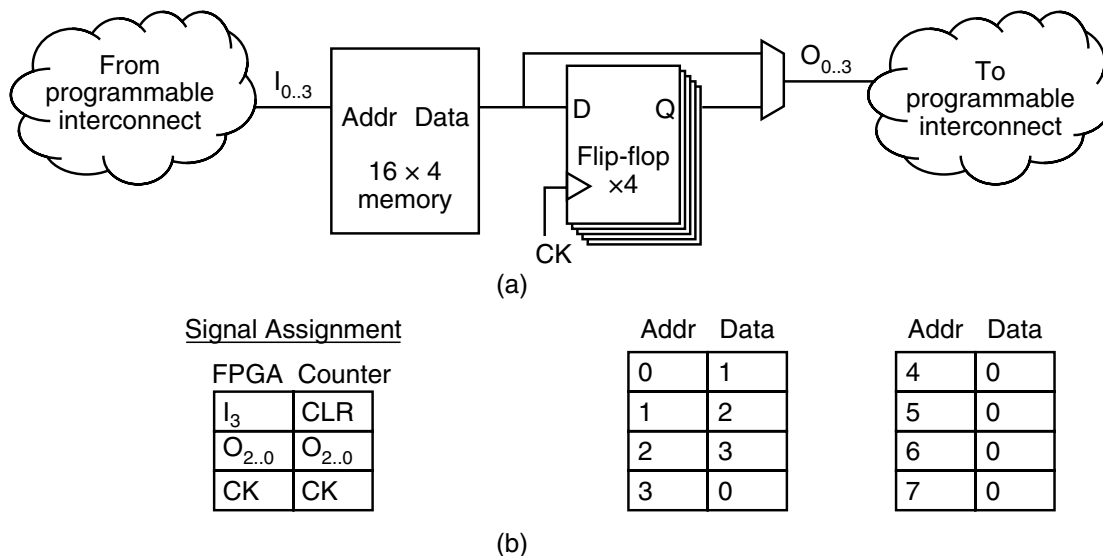 From
programmable
interconnect
I0..3
Addr Data
16 × 4
memory
D Q
Flip-flop
×4
CK
O0..3
To
programmable
interconnect
(a)
Signal Assignment
FPGA Counter
I3 CLR
O2..0 O2..0
CK CK
Addr Data
0 1
1 2
2 3
3 0
Addr Data
4 0
5 0
6 0
7 0
(b)